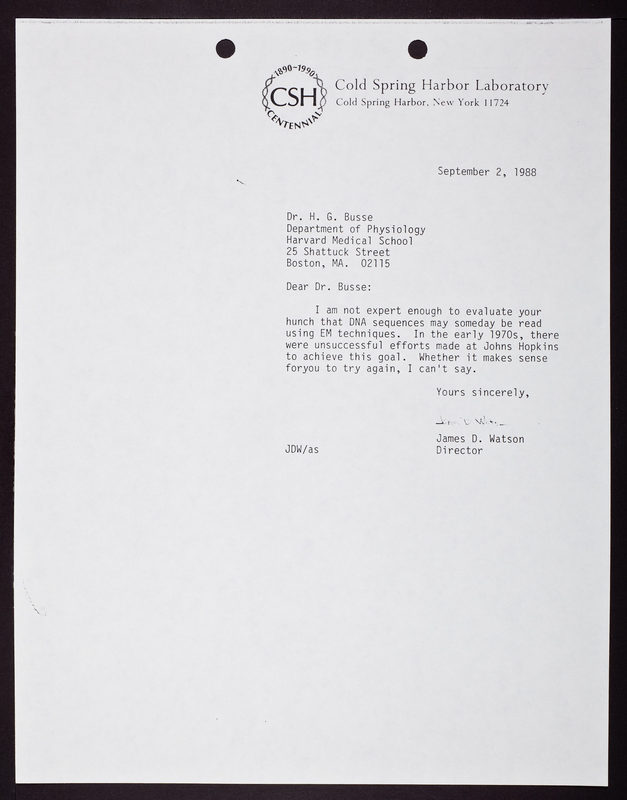 1890-1990
CSH
CENTENNIAL
Cold Spring Harbor Laboratory
Cold Spring Harbor, New York 11724
September 2, 1988
Dr. H. G. Busse
Department of Physiology
Harvard Medical School
25 Shattuck Street
Boston, MA. 02115
Dear Dr. Busse:
I am not expert enough to evaluate your
hunch that DNA sequences may someday be read
using EM techniques. In the early 1970s, there
were unsuccessful efforts made at Johns Hopkins
to achieve this goal. Whether it makes sense
foryou to try again, I can't say.
Yours sincerely,
James D. Watson
JDW/as
Director